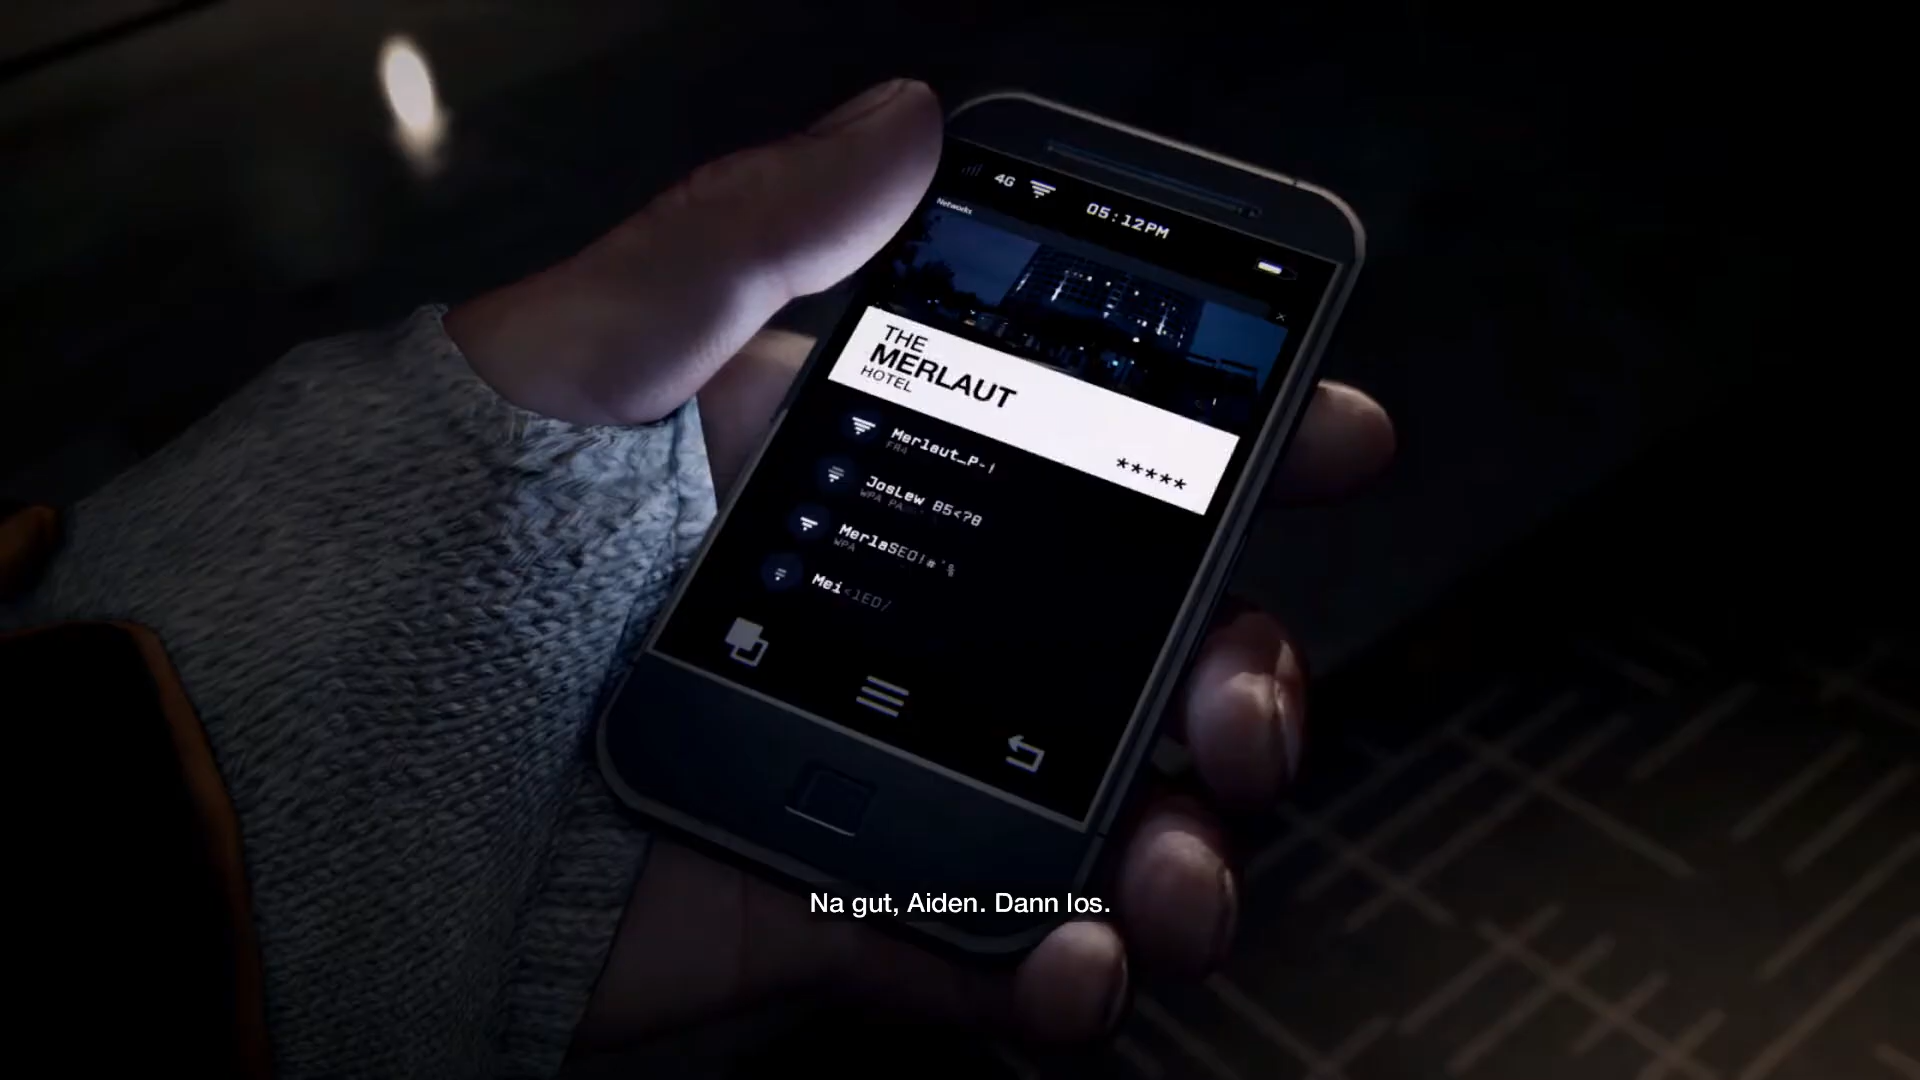 4G
05:12PM
Networks
THE
MERLAUT
HOTEL
*****
Merlaut_P-!
JosLew 85<?8
WPA
MerlaSEO!#'%
WPA
Mei<1ED/
Na gut, Aiden. Dann los.